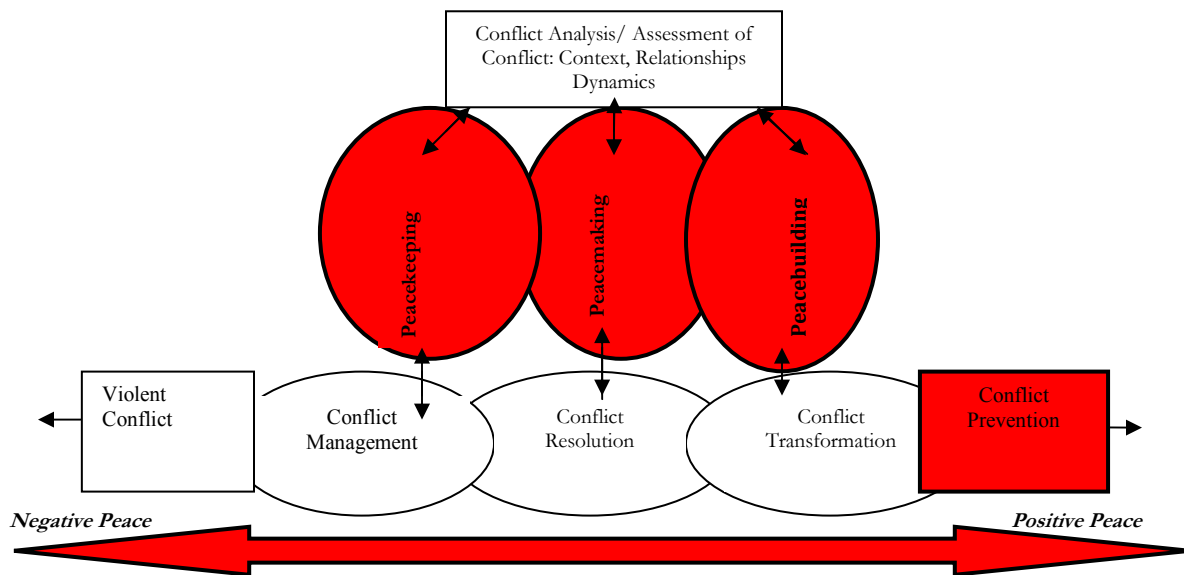 Conflict Analysis/ Assessment of
Conflict: Context, Relationships
Dynamics
Peacekeeping
Peacemaking
Peacebuilding
Violent
Conflict
Conflict
Management
Conflict
Resolution
Conflict
Transformation
Conflict
Prevention
Negative Peace
Positive Peace